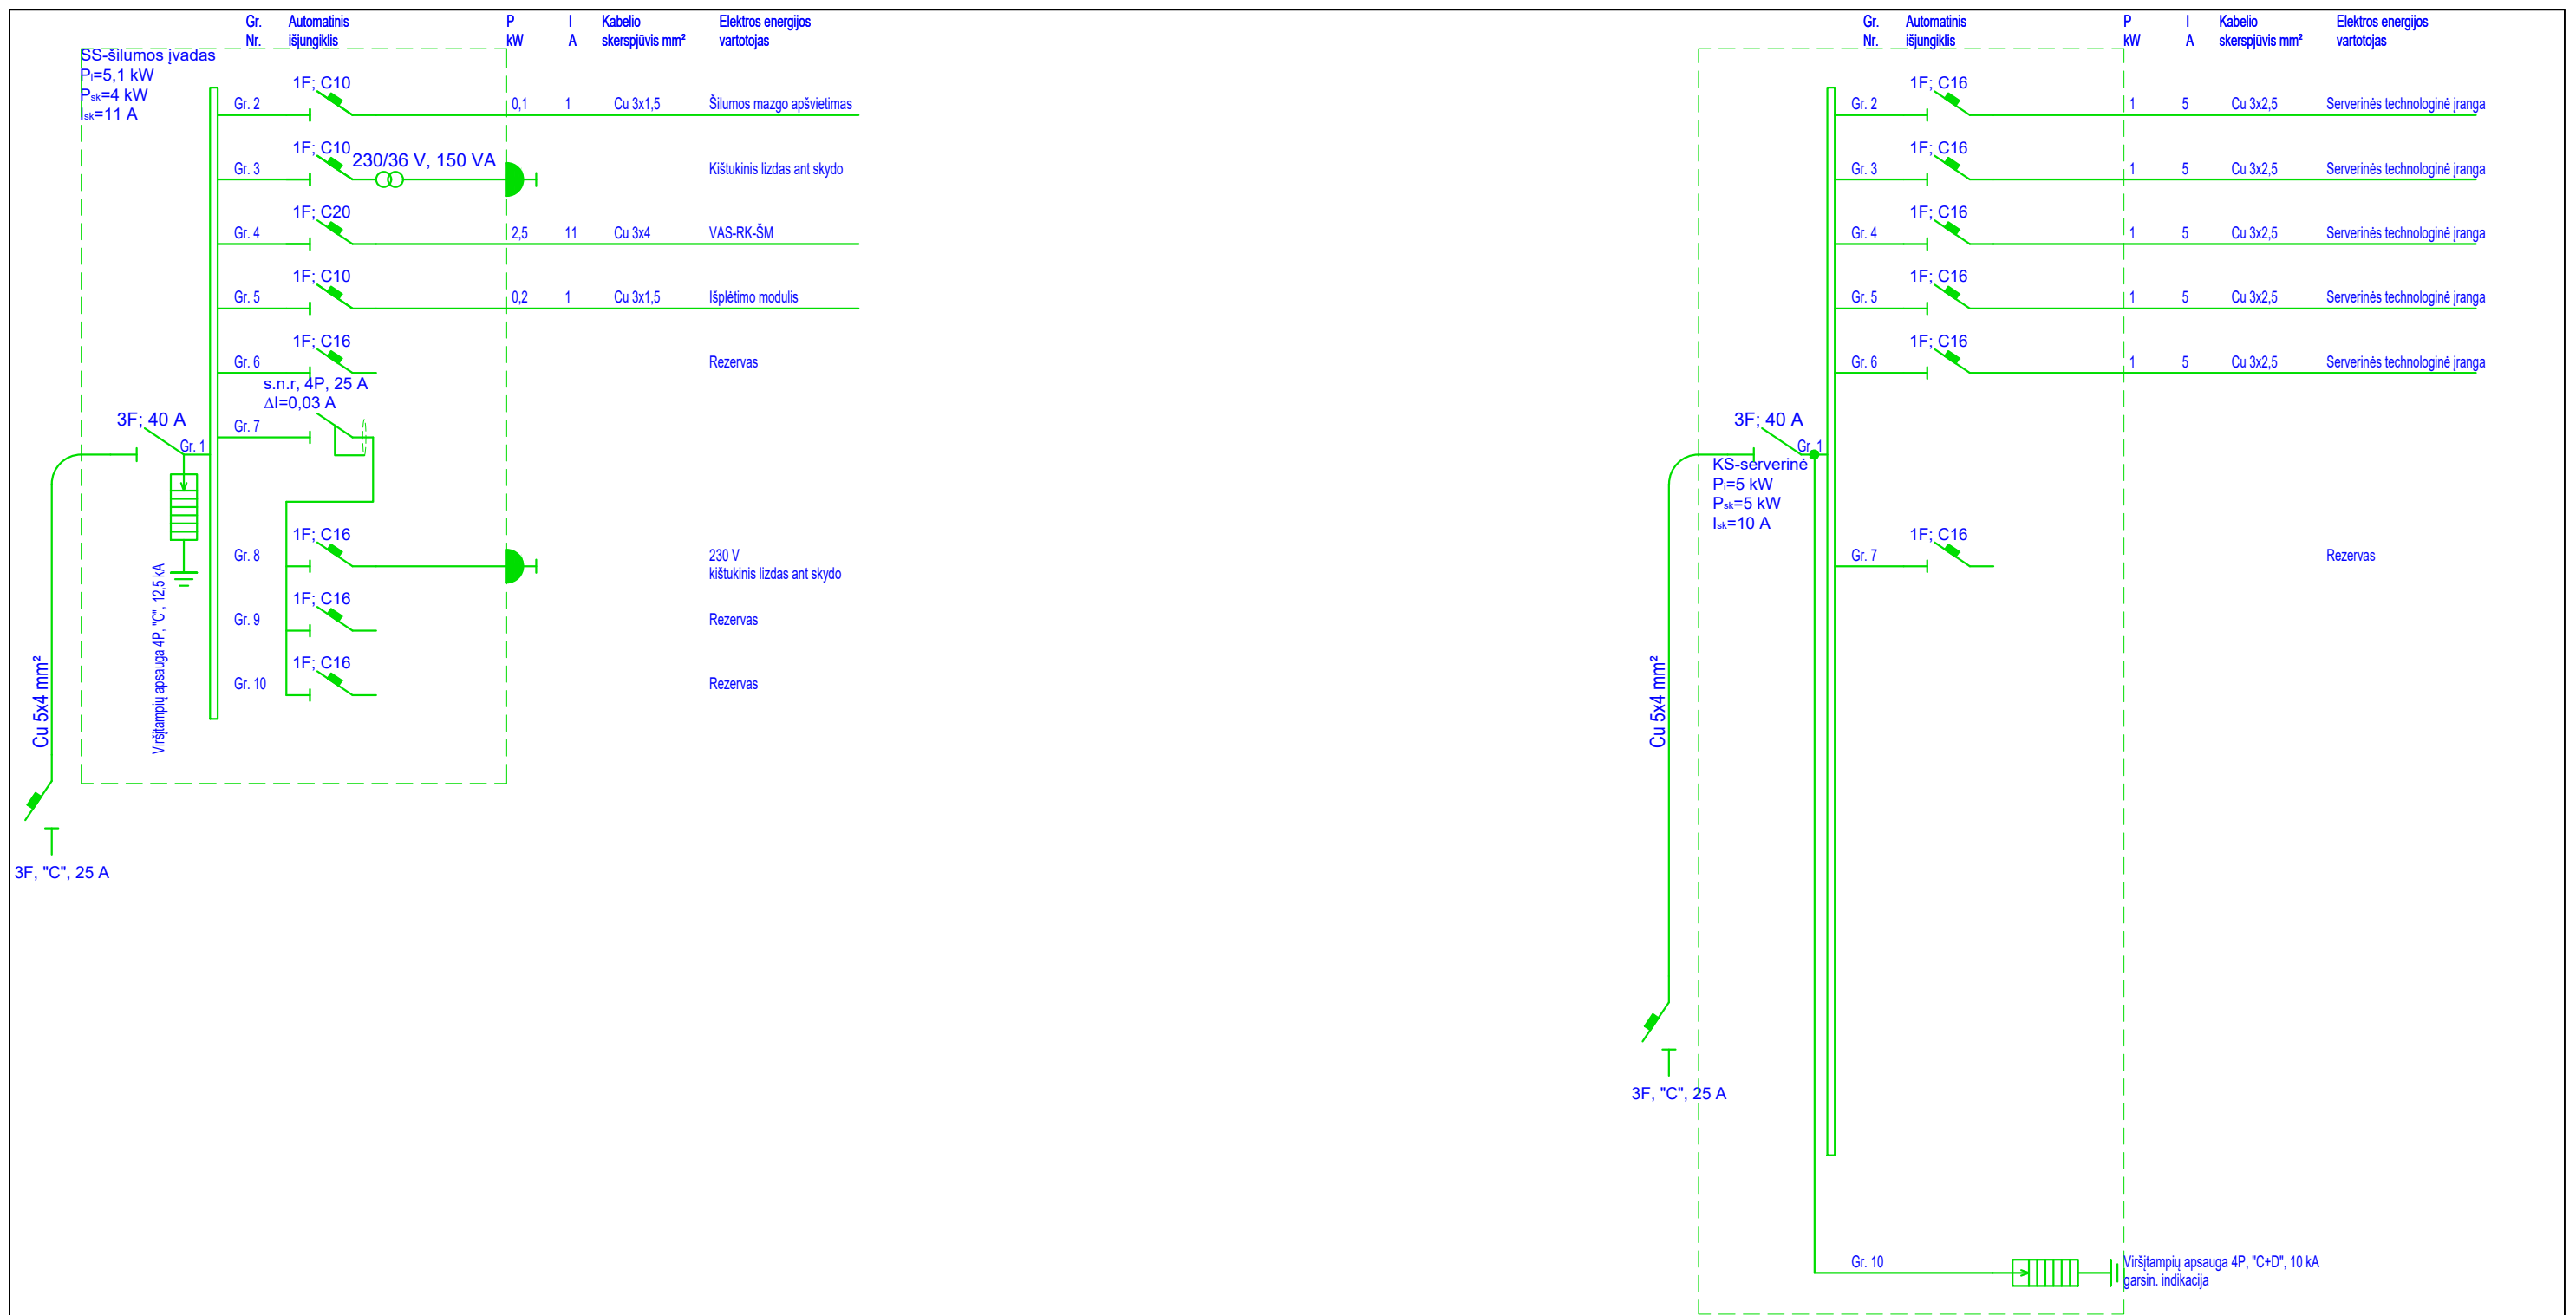 Gr. Automatinis P I Kabelio Elektros energijos
Nr. išjungiklis kW A skerspjūvis mm² vartotojas
SS-šilumos įvadas
Pi=5,1 kW
Psk=4 kW
Isk=11 A
1F; C10
Gr. 2 0,1 1 Cu 3x1,5 Šilumos mazgo apšvietimas
1F; C10
230/36 V, 150 VA
Gr. 3 Kištukinis lizdas ant skydo
1F; C20
Gr. 4 2,5 11 Cu 3x4 VAS-RK-ŠM
1F; C10
Gr. 5 0,2 1 Cu 3x1,5 Išplėtimo modulis
1F; C16
Gr. 6 Rezervas
s.n.r, 4P, 25 A
ΔI=0,03 A
Gr. 7
3F; 40 A
Gr. 1
1F; C16
Gr. 8 230 V
kištukinis lizdas ant skydo
1F; C16
Gr. 9 Rezervas
1F; C16
Gr. 10 Rezervas
Viršįtampių apsauga 4P, "C", 12,5 kA
Cu 5x4 mm²
3F, "C", 25 A
Gr. Automatinis P I Kabelio Elektros energijos
Nr. išjungiklis kW A skerspjūvis mm² vartotojas
1F; C16
Gr. 2 1 5 Cu 3x2,5 Serverinės technologinė įranga
1F; C16
Gr. 3 1 5 Cu 3x2,5 Serverinės technologinė įranga
1F; C16
Gr. 4 1 5 Cu 3x2,5 Serverinės technologinė įranga
1F; C16
Gr. 5 1 5 Cu 3x2,5 Serverinės technologinė įranga
1F; C16
Gr. 6 1 5 Cu 3x2,5 Serverinės technologinė įranga
3F; 40 A
Gr. 1
KS-serverinė
Pi=5 kW
Psk=5 kW
Isk=10 A
1F; C16
Gr. 7 Rezervas
Cu 5x4 mm²
3F, "C", 25 A
Gr. 10 Viršįtampių apsauga 4P, "C+D", 10 kA
garsin. indikacija